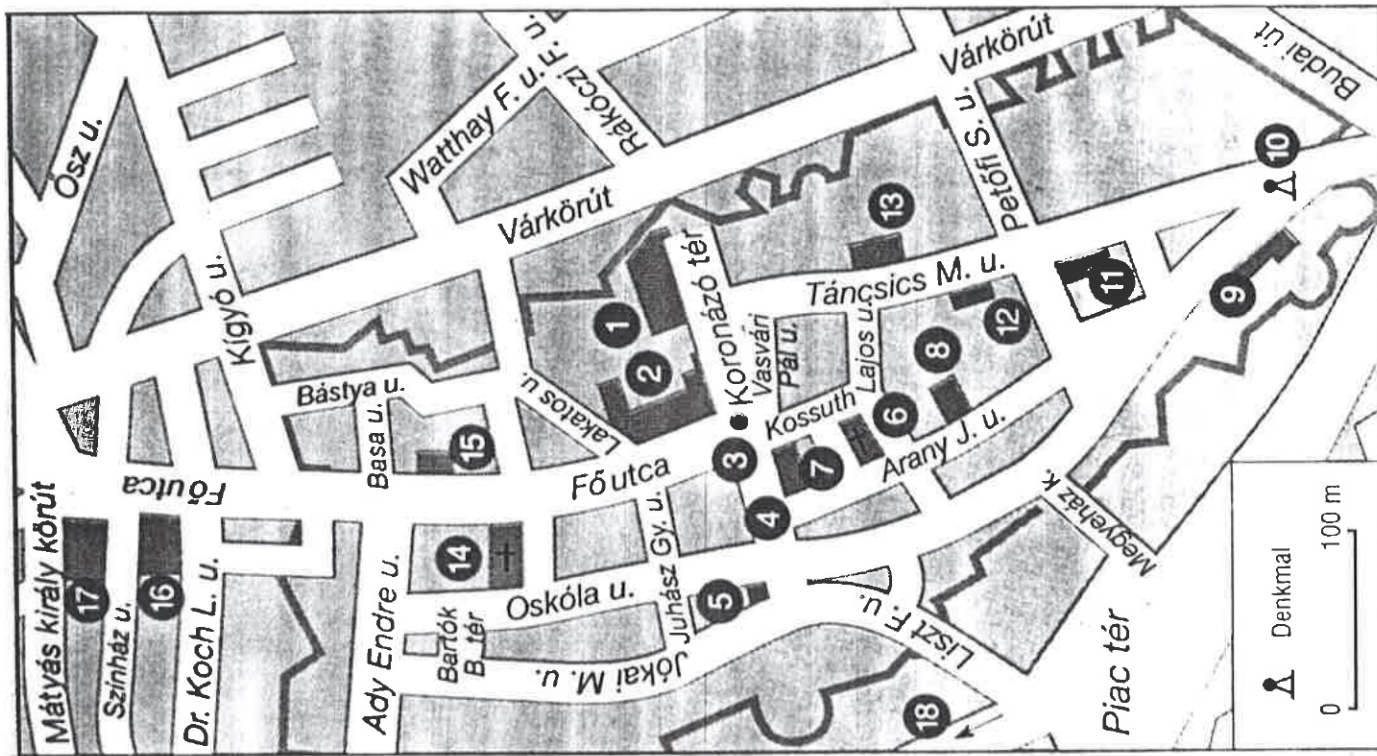 Mátyás király körút
17
Színház u.
16
Dr. Koch L. u.
Ősz u.
Kígyó u.
Főutca
Bástya u.
Basa u.
15
Lakatos u.
Ady Endre u.
14
Bartók
B. tér
Oskóla u.
Watthay F. u.
Rákóczi F. u.
Várkörút
1
2
Koronázó tér
3
Főutca
4
Juhász Gy. u.
5
Jókai M. u.
Vasvári
Pál u.
Kossuth
Lajos u.
7
6
8
Arany J. u.
Táncsics M. u.
13
12
Petőfi S. u.
Várkörút
Budai út
10
11
9
Megyeház k.
Liszt F. u.
18
Piac tér
Denkmal
0 100 m